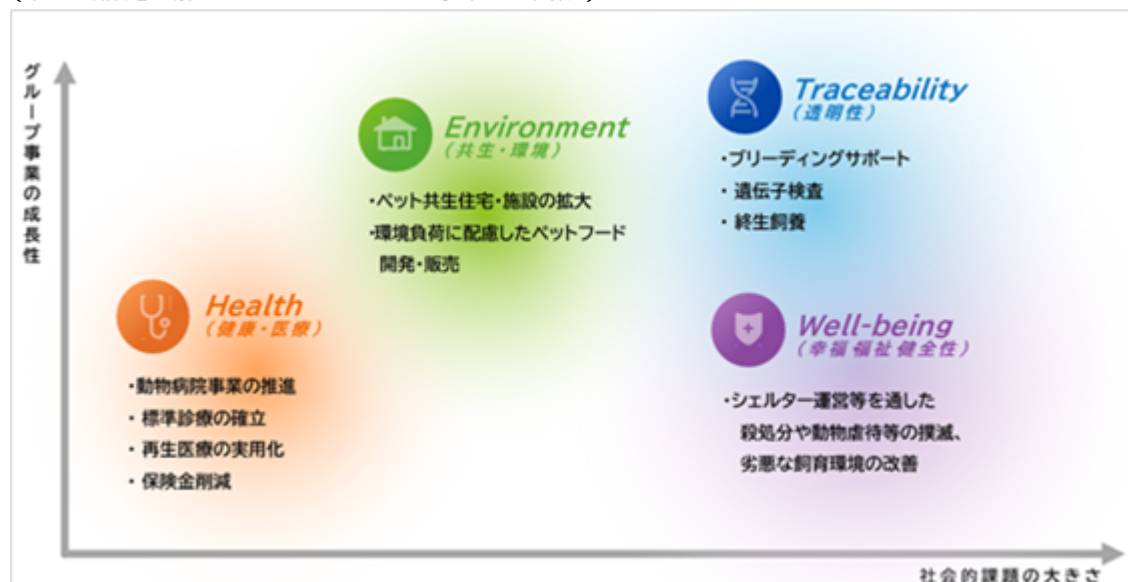 グループ事業の成長性
Environment
(共生・環境)
・ペット共生住宅・施設の拡大
・環境負荷に配慮したペットフード
開発・販売
Traceability
(透明性)
・ブリーディングサポート
・ 遺伝子検査
・ 終生飼養
Health
(健康・医療)
・動物病院事業の推進
・ 標準診療の確立
・ 再生医療の実用化
・ 保険金削減
Well-being
(幸福 福祉 健全性)
・シェルター運営等を通した
殺処分や動物虐待等の撲滅、
劣悪な飼育環境の改善
社会的課題の大きさ